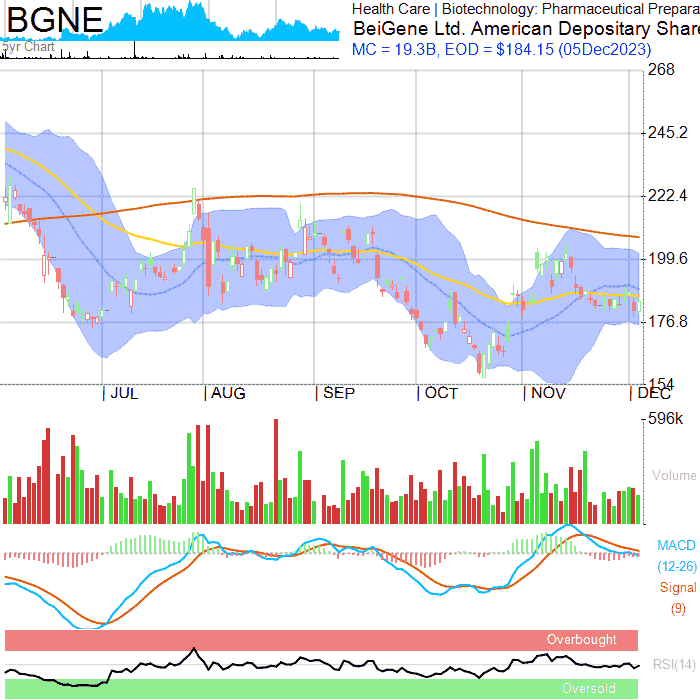 BGNE
5yr Chart
Health Care | Biotechnology: Pharmaceutical Prepara
BeiGene Ltd. American Depositary Share
MC = 19.3B, EOD = $184.15 (05Dec2023)
268
245.2
222.4
199.6
176.8
154
JUL
AUG
SEP
OCT
NOV
DEC
596k
Volume
MACD
(12-26)
Signal
(9)
Overbought
RSI(14)
Oversold